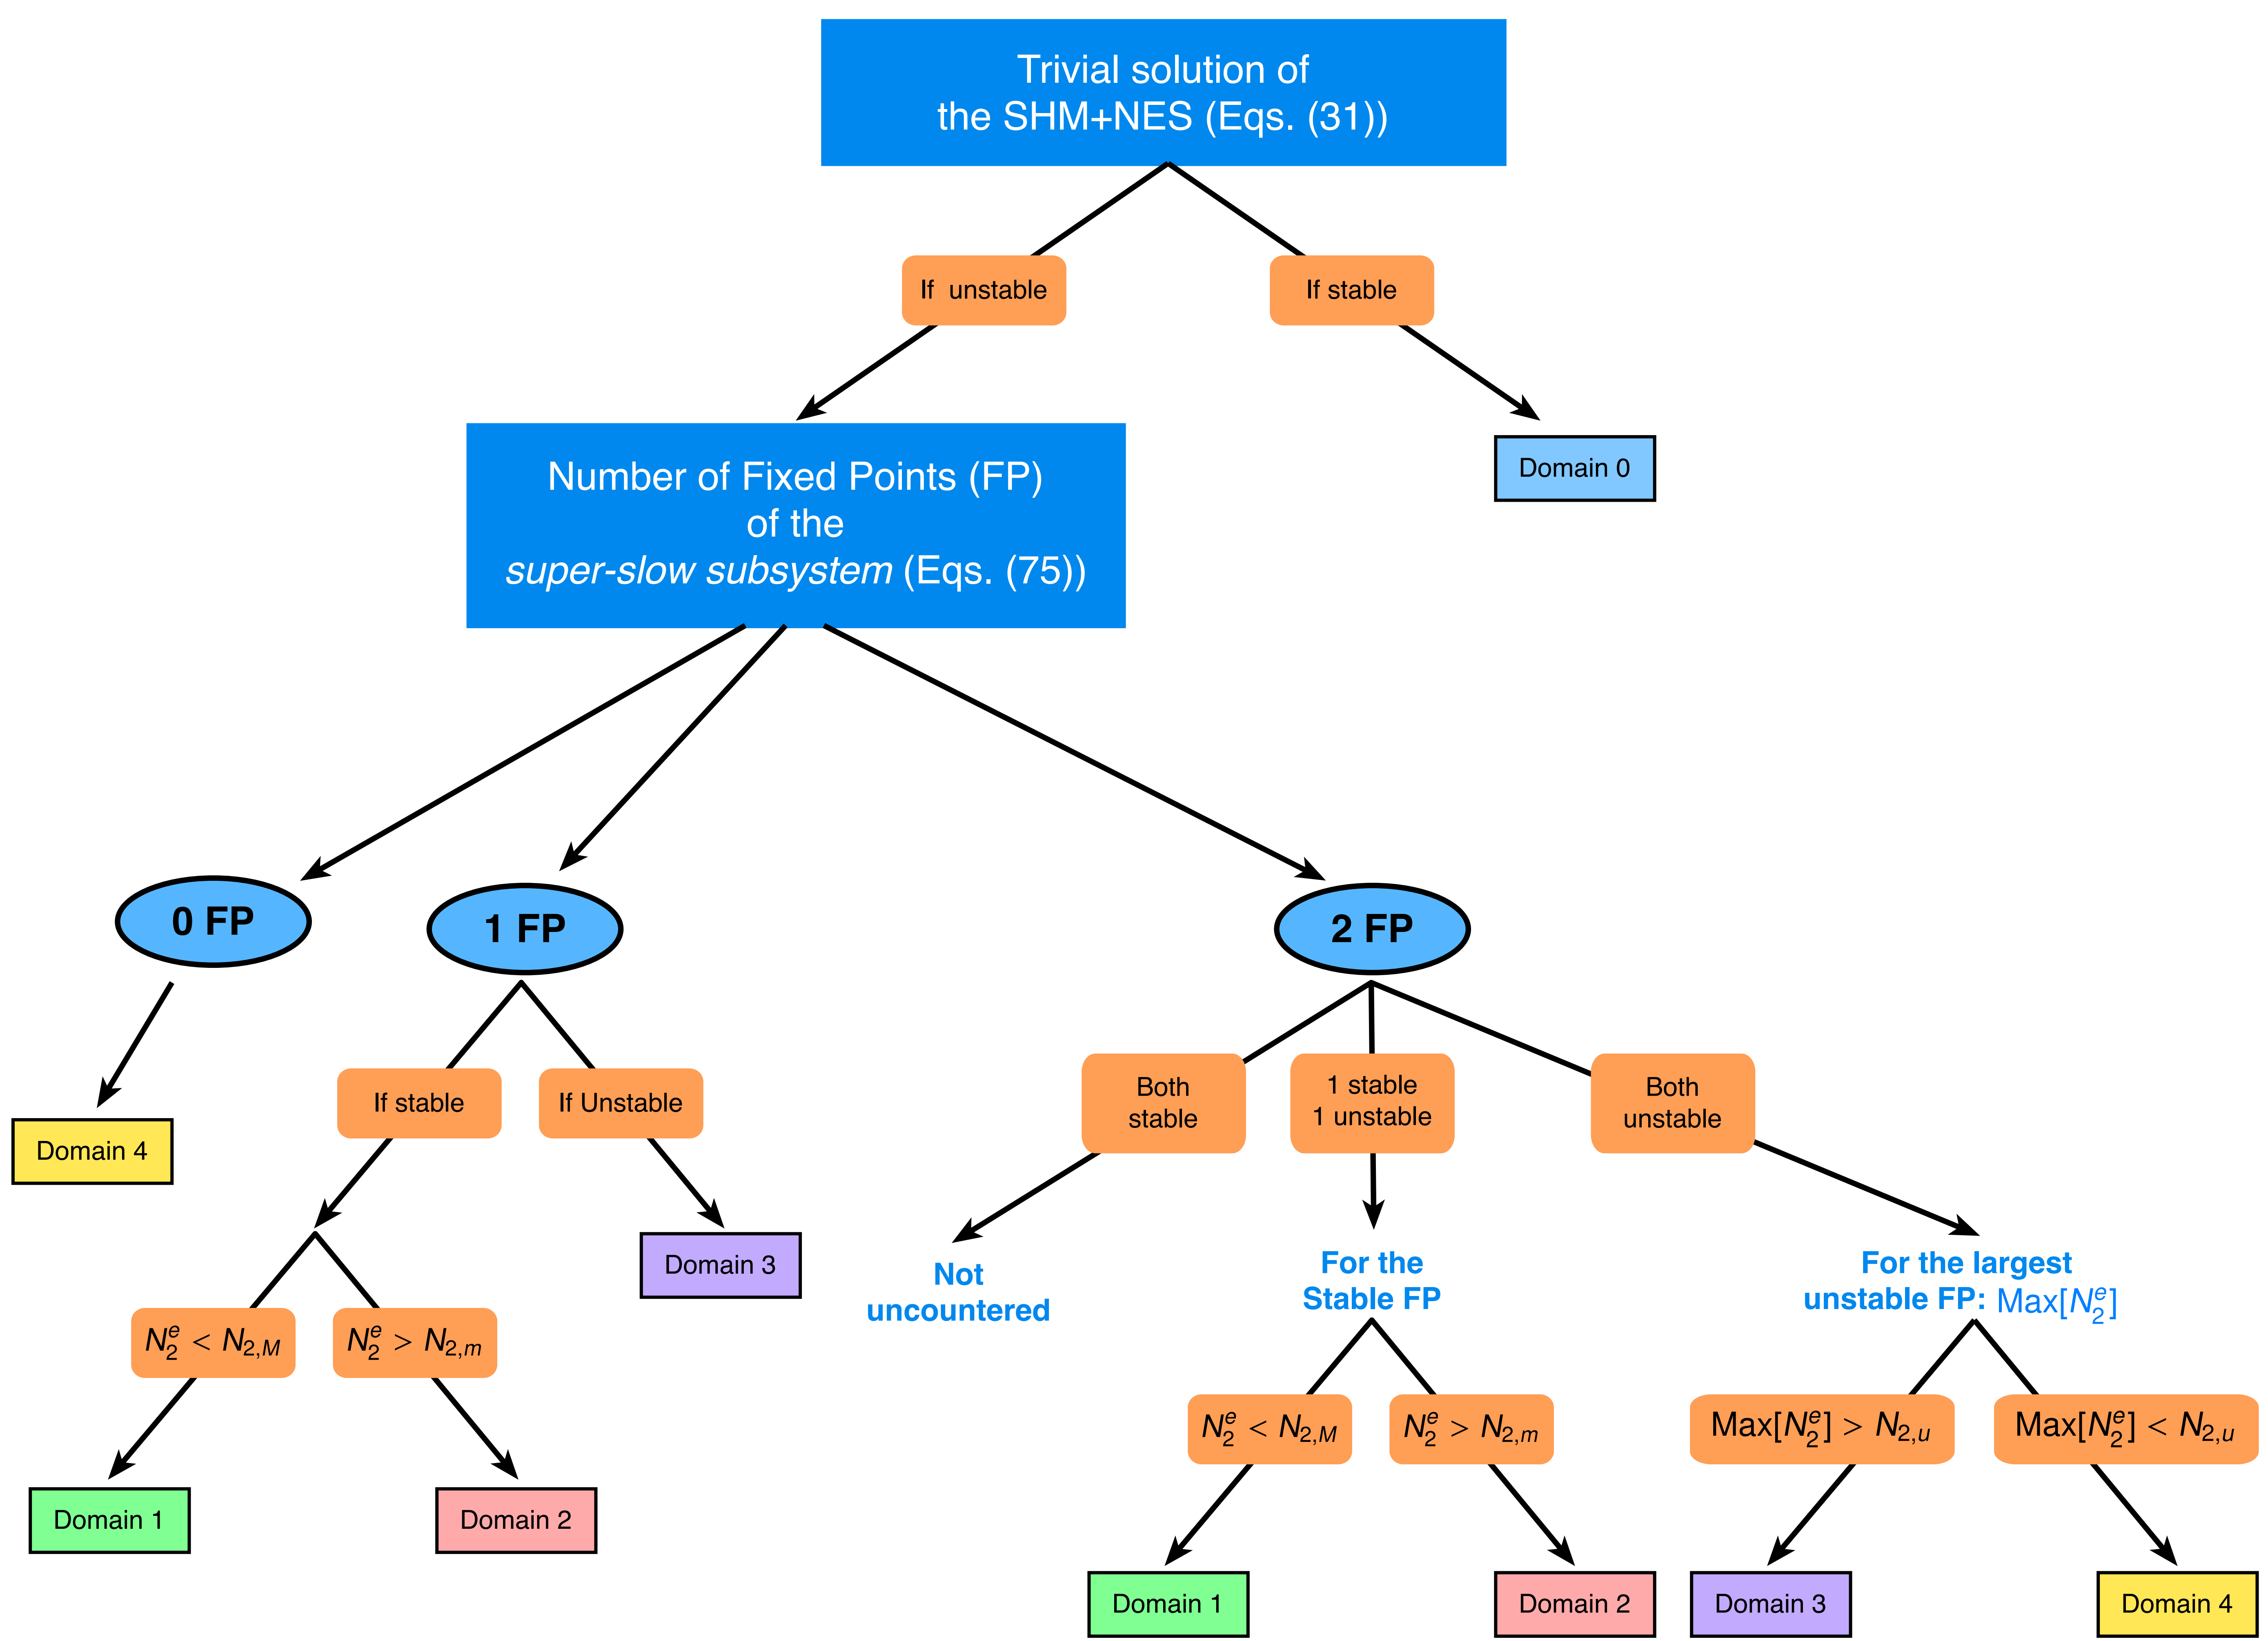 Trivial solution of
the SHM+NES (Eqs. (31))
If unstable
If stable
Number of Fixed Points (FP)
of the
super-slow subsystem (Eqs. (75))
Domain 0
0 FP
1 FP
2 FP
Domain 4
If stable
If Unstable
Domain 3
N₂ᵉ < N₂,M
N₂ᵉ > N₂,m
Domain 1
Domain 2
Both
stable
1 stable
1 unstable
Both
unstable
Not
uncountered
For the
Stable FP
For the largest
unstable FP: Max[N₂ᵉ]
N₂ᵉ < N₂,M
N₂ᵉ > N₂,m
Max[N₂ᵉ] > N₂,u
Max[N₂ᵉ] < N₂,u
Domain 1
Domain 2
Domain 3
Domain 4